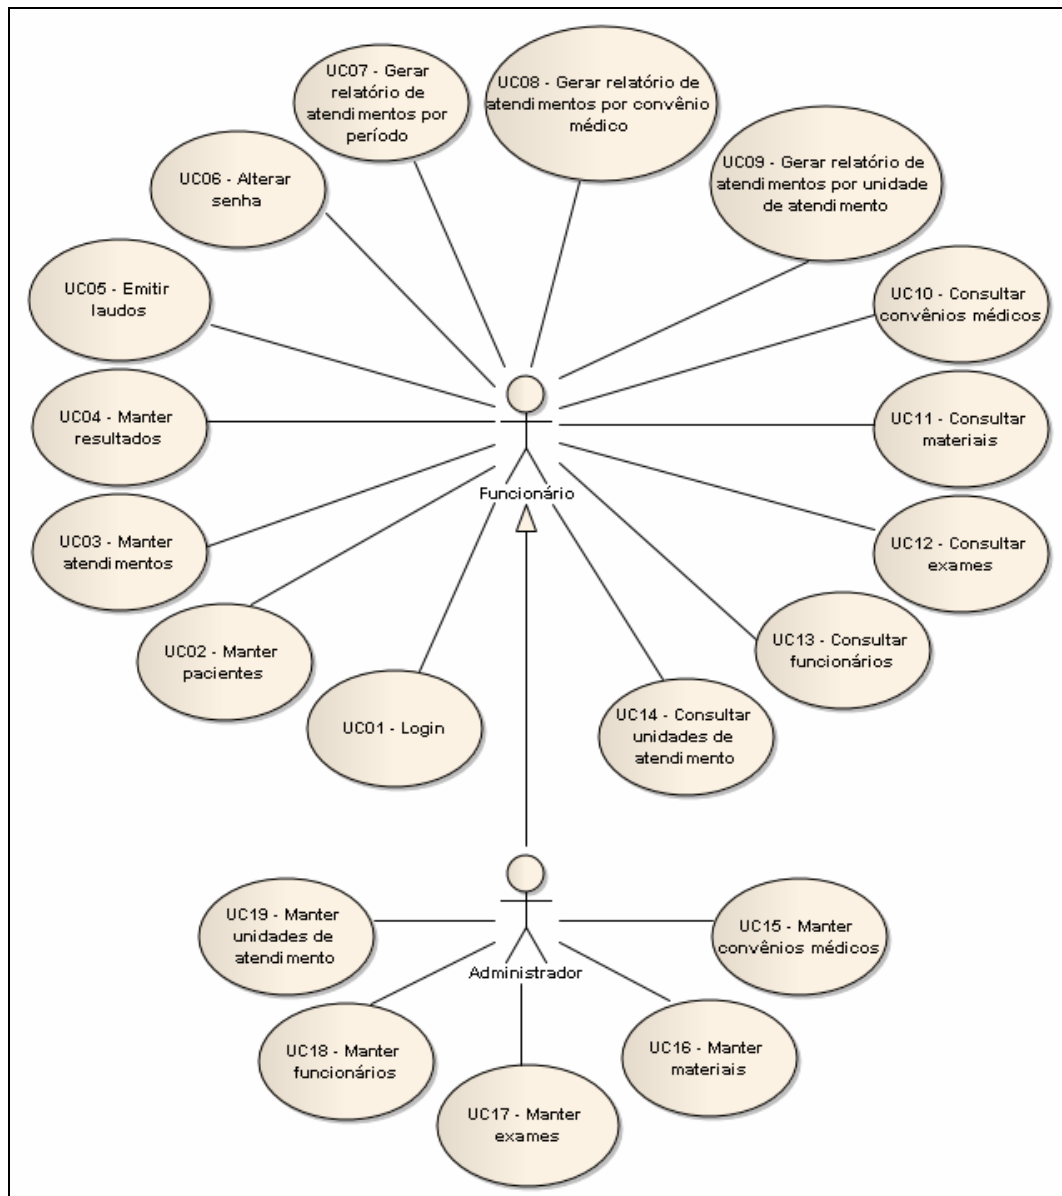 UC07 - Gerar
relatório de
atendimentos por
período
UC08 - Gerar relatório de
atendimentos por convênio
médico
UC09 - Gerar relatório de
atendimentos por unidade
de atendimento
UC06 - Alterar
senha
UC05 - Emitir
laudos
UC10 - Consultar
convênios médicos
UC04 - Manter
resultados
UC11 - Consultar
materiais
Funcionário
UC03 - Manter
atendimentos
UC12 - Consultar
exames
UC02 - Manter
pacientes
UC13 - Consultar
funcionários
UC01 - Login
UC14 - Consultar
unidades de
atendimento
UC19 - Manter
unidades de
atendimento
UC15 - Manter
convênios médicos
Administrador
UC18 - Manter
funcionários
UC16 - Manter
materiais
UC17 - Manter
exames